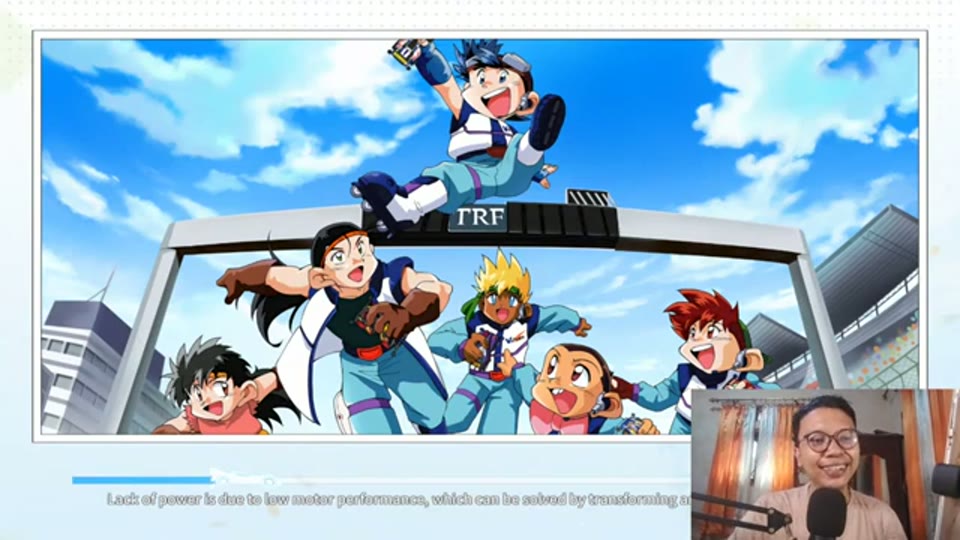 TRF
Lack of power is due to low motor performance, which can be solved by transforming